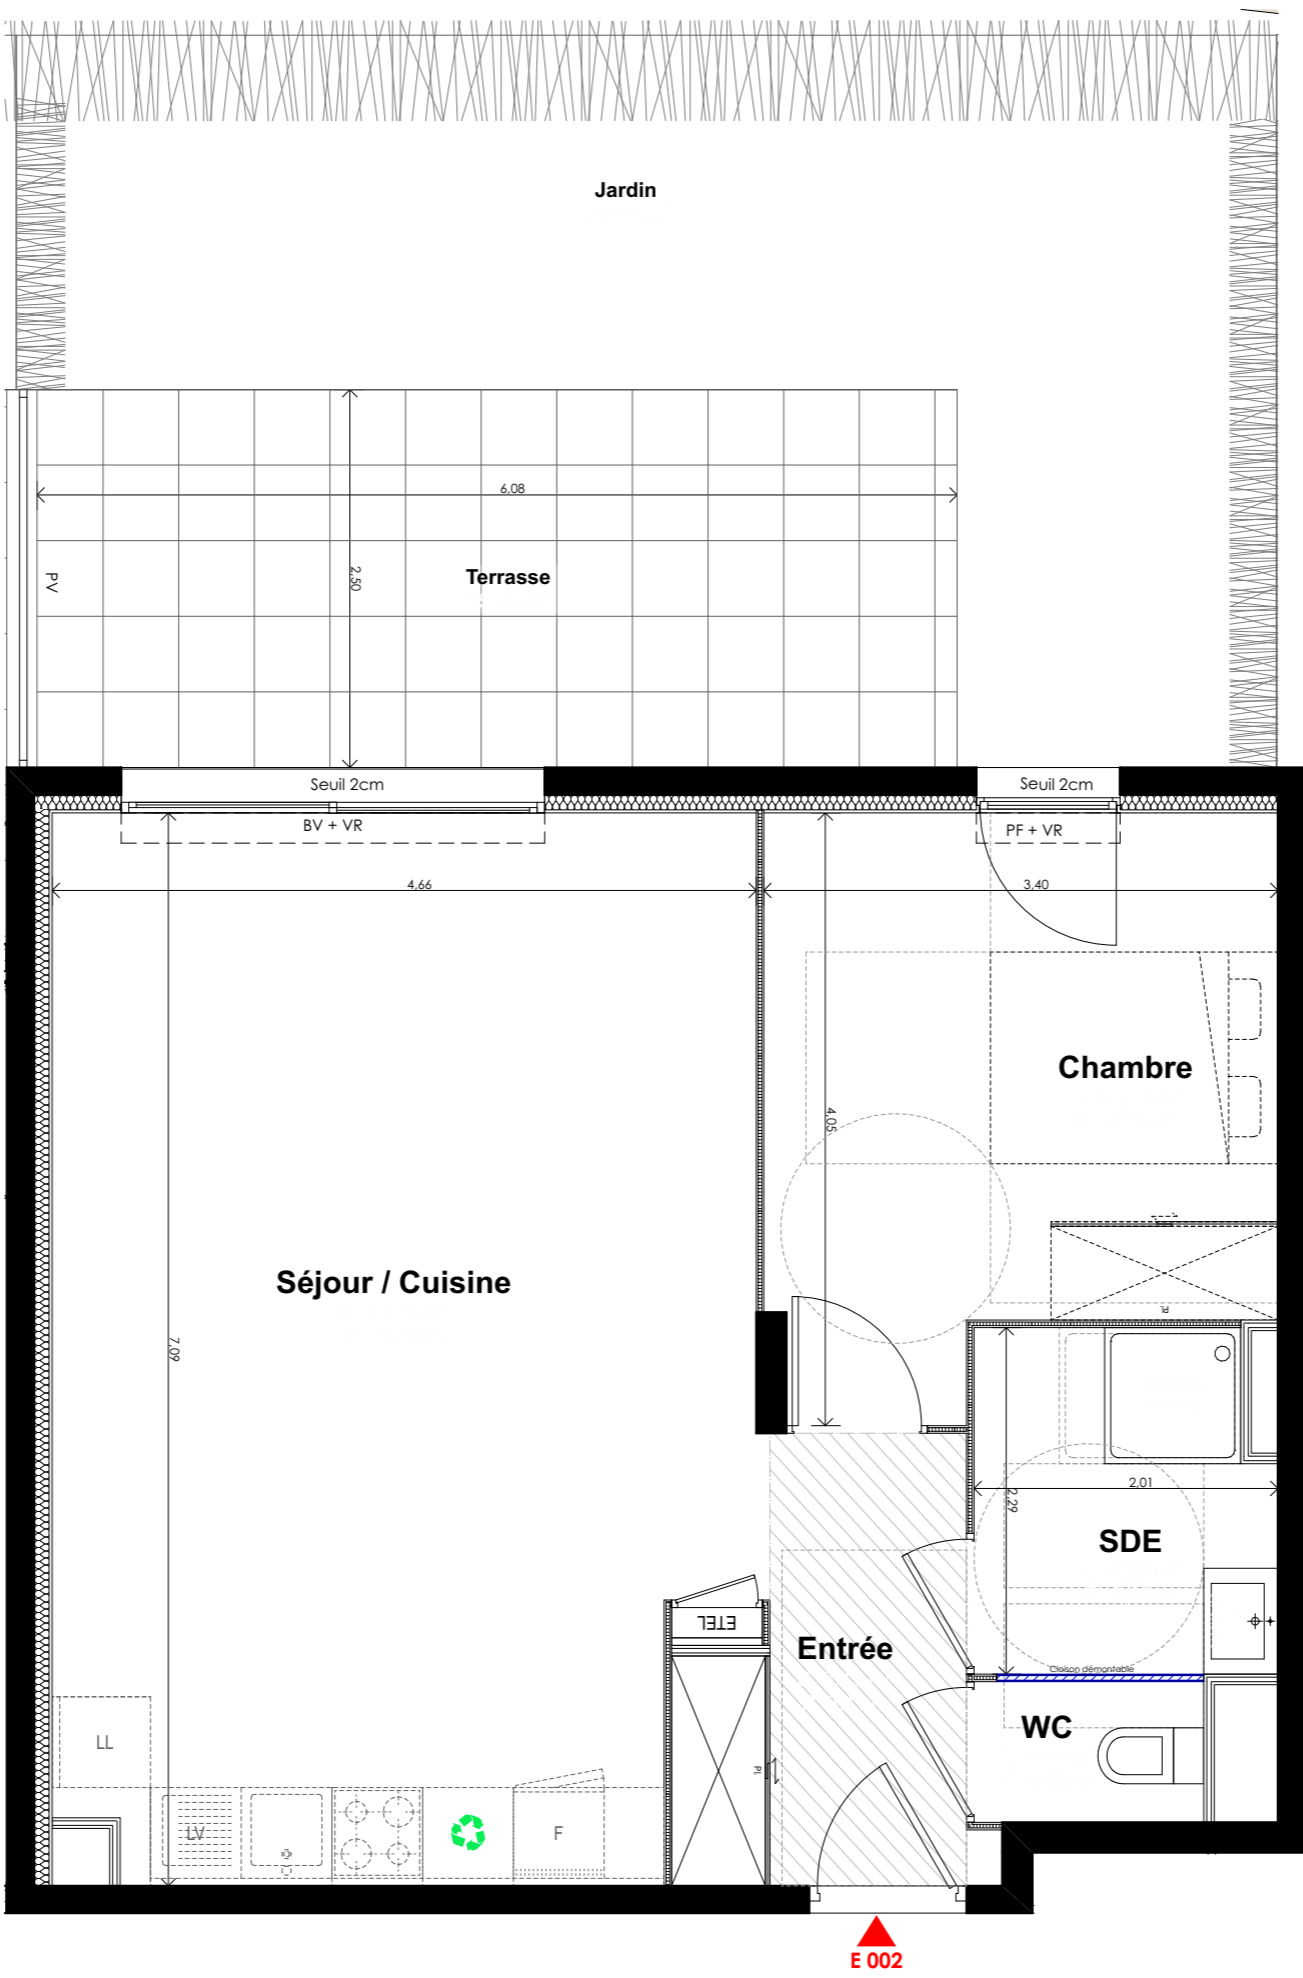 Jardin
6,08
PV
2,50
Terrasse
Seuil 2cm
Seuil 2cm
BV + VR
PF + VR
4,66
3,40
Chambre
4,05
Séjour / Cuisine
PL
7,09
2,01
2,29
SDE
ETEL
Entrée
Cloison démontable
WC
LL
PL
LV
F
E 002